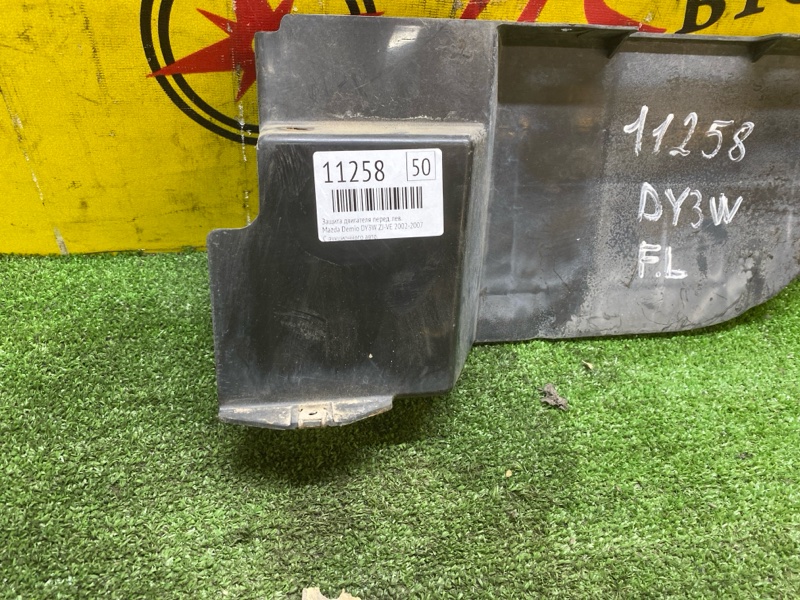 11258 50
Защита двигателя перед. лев.
Mazda Demio DY3W ZJ-VE 2002-2007
11258
DY3W
F.L